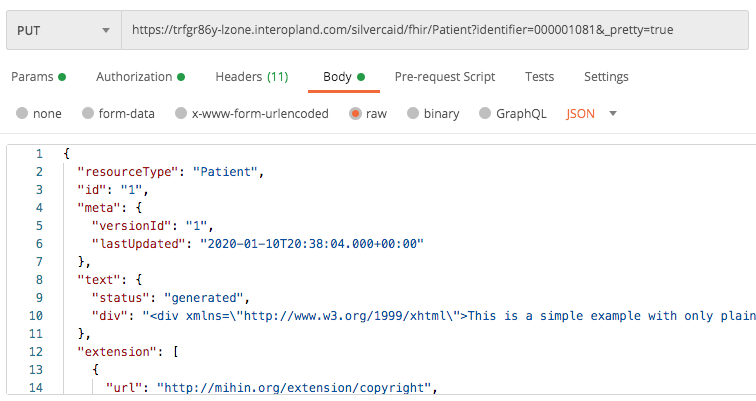 PUT https://trfgr86y-lzone.interopland.com/silvercaid/fhir/Patient?identifier=000001081&_pretty=true
Params Authorization Headers (11) Body Pre-request Script Tests Settings
none form-data x-www-form-urlencoded raw binary GraphQL JSON
1 {
2 "resourceType": "Patient",
3 "id": "1",
4 "meta": {
5 "versionId": "1",
6 "lastUpdated": "2020-01-10T20:38:04.000+00:00"
7 },
8 "text": {
9 "status": "generated",
10 "div": "<div xmlns=\"http://www.w3.org/1999/xhtml\">This is a simple example with only plain
11 },
12 "extension": [
13 {
14 "url": "http://mihin.org/extension/copyright",